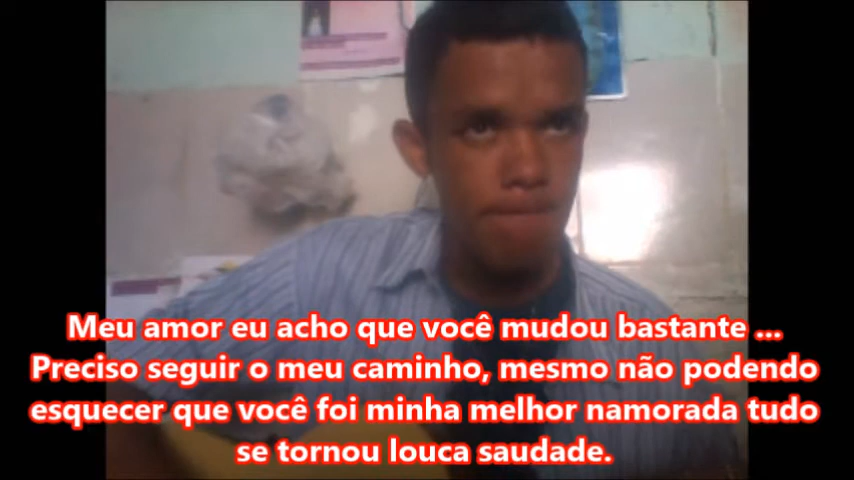 Meu amor eu acho que você mudou bastante ...
Preciso seguir o meu caminho, mesmo não podendo
esquecer que você foi minha melhor namorada tudo
se tornou louca saudade.